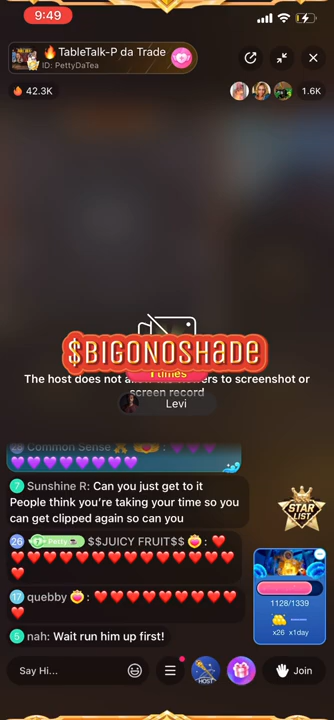 9:49
🔥TableTalk-P da Trade
ID: PettyDaTea
42.3K
1.6K
$BIGONOSHADE
The host does not
viewers to screenshot or
screen record
Levi
Common Sense
7 Sunshine R: Can you just get to it
People think you're taking your time so you
can get clipped again so can you
26 Petty $$JUICY FRUIT$$ :
17 quebby :
5 nah: Wait run him up first!
STAR
LIST
1128/1339
x26 x1day
Say Hi...
HOST
Join